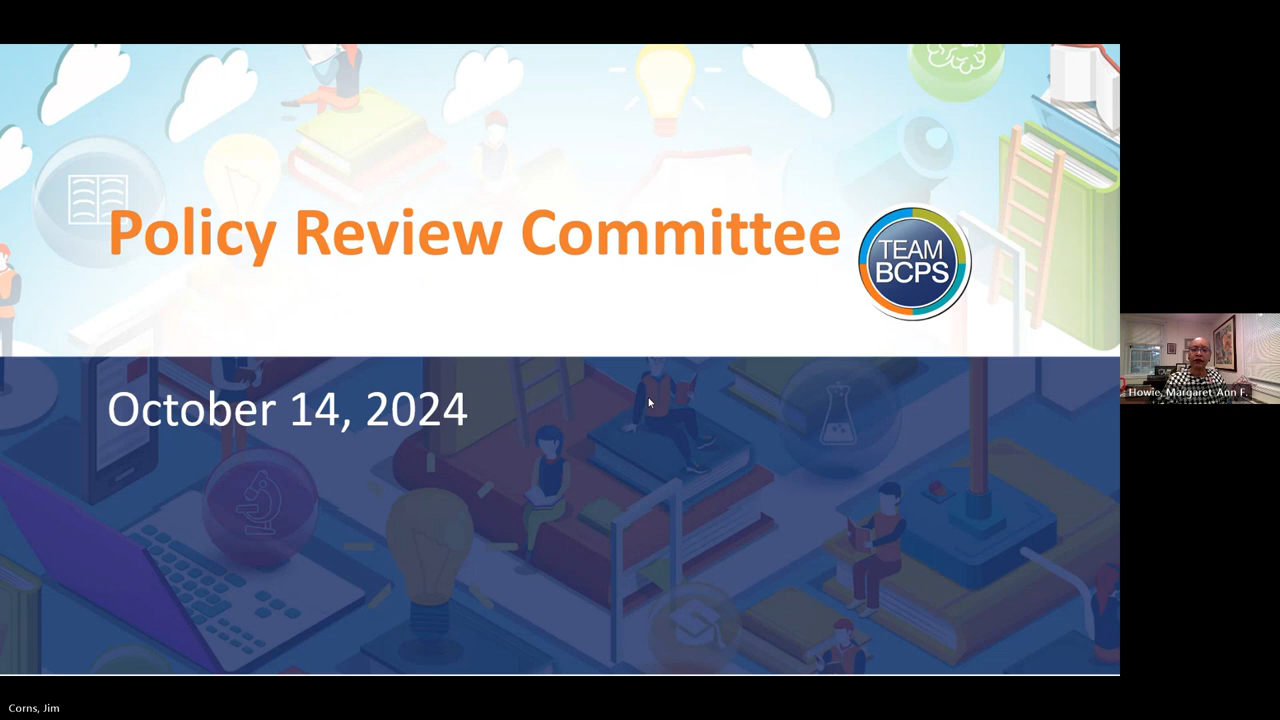 Policy Review Committee
TEAM
BCPS
October 14, 2024
Howie, Margaret-Ann F.
Corns, Jim